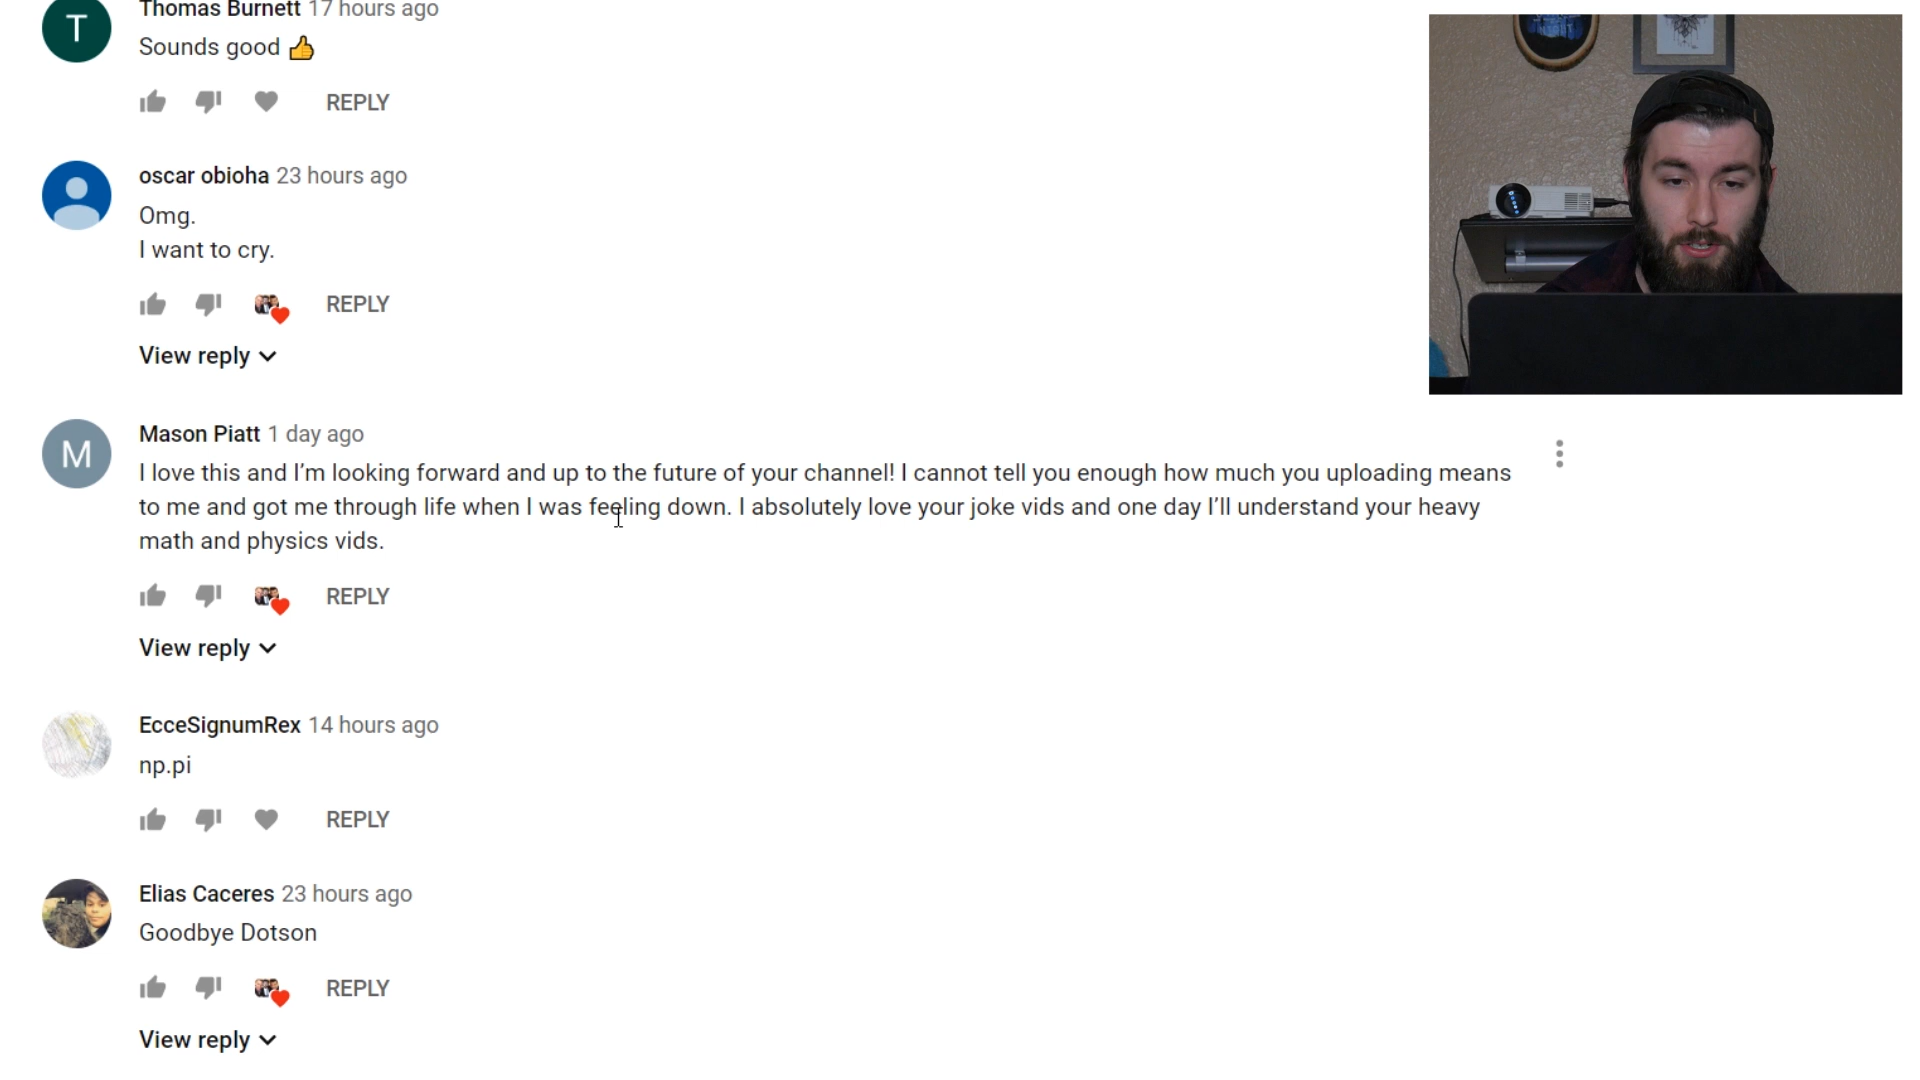 T
Thomas Burnett 17 hours ago
Sounds good 👍
REPLY
oscar obioha 23 hours ago
Omg.
I want to cry.
REPLY
View reply
M
Mason Piatt 1 day ago
I love this and I’m looking forward and up to the future of your channel! I cannot tell you enough how much you uploading means
to me and got me through life when I was feeling down. I absolutely love your joke vids and one day I’ll understand your heavy
math and physics vids.
REPLY
View reply
EcceSignumRex 14 hours ago
np.pi
REPLY
Elias Caceres 23 hours ago
Goodbye Dotson
REPLY
View reply